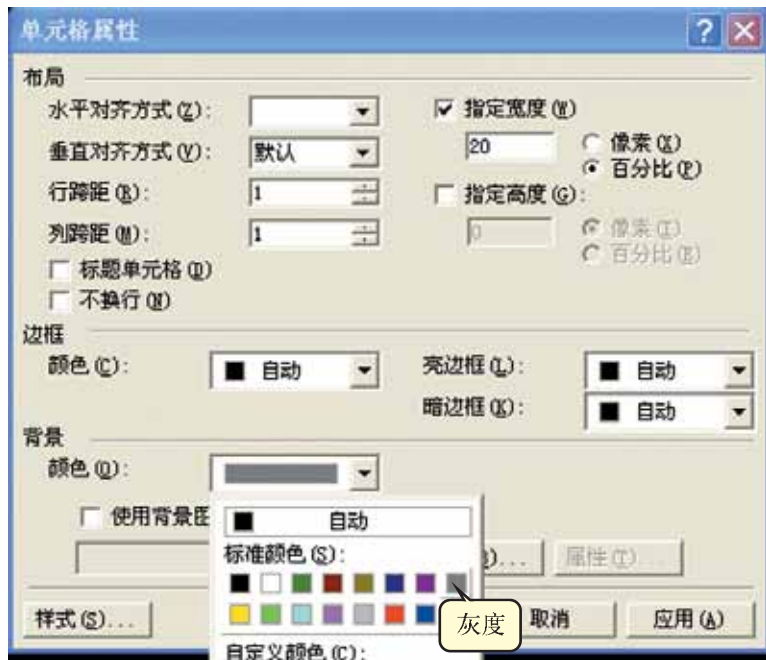 单元格属性
布局
水平对齐方式(Z):
指定宽度(W)
垂直对齐方式(V): 默认
20 像素(X)
百分比(P)
行跨距(R): 1
指定高度(G):
列跨距(M): 1
0 像素(I)
百分比(E)
标题单元格(D)
不换行(N)
边框
颜色(C): 自动
亮边框(L): 自动
暗边框(K): 自动
背景
颜色(O):
使用背景
自动
标准颜色(S):
属性(T)...
灰度
样式(S)... 取消 应用(A)
自定义颜色(C):